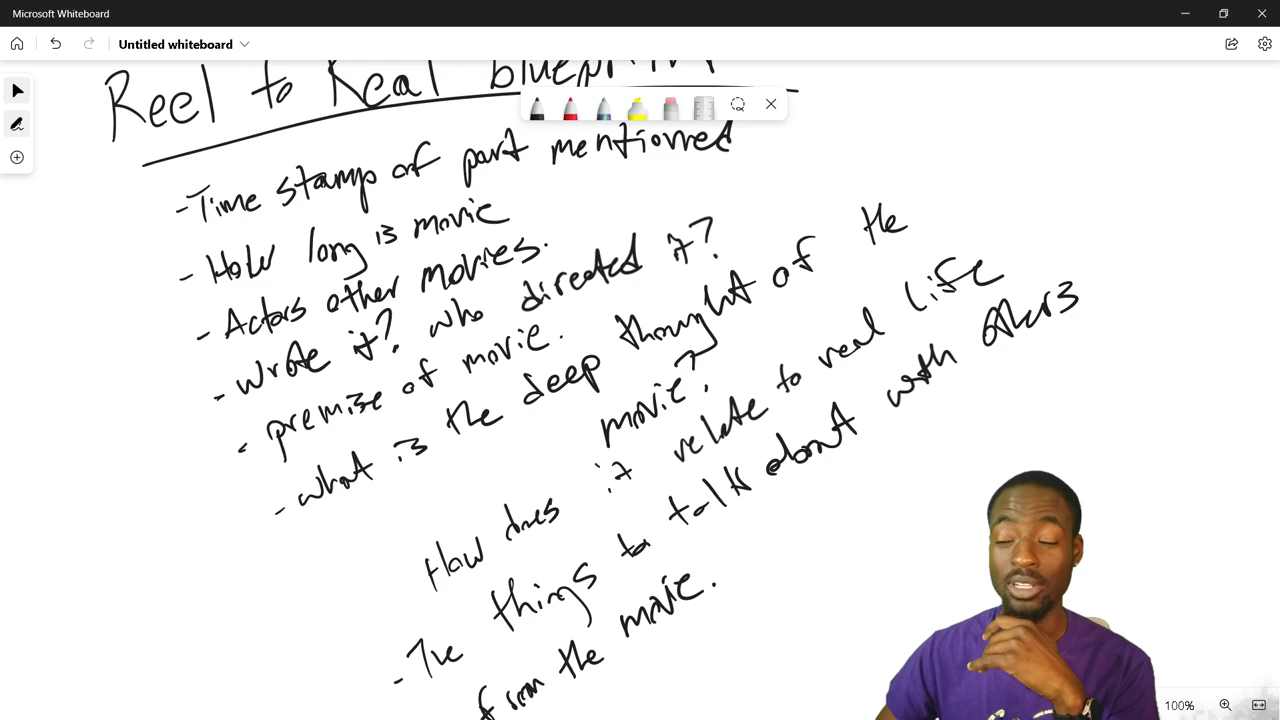 Microsoft Whiteboard
Untitled whiteboard
Reel to Real blueprint
- Time stamp of part mentionred
- How long is movie
- Actors other movies.
- wrote it? who directed it?
- premise of movie.
- what is the deep thought of the
movie.
How does it relate to real life
- The things to talk about with others
from the movie.
100%